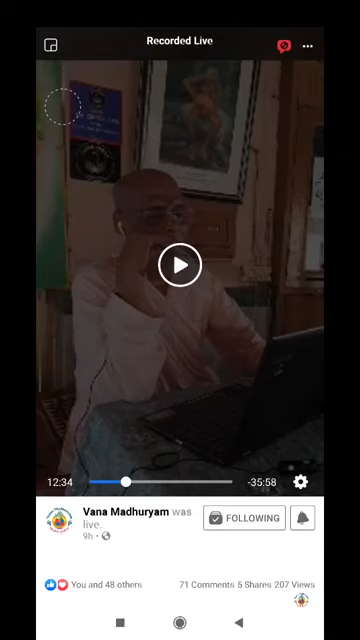 Recorded Live
12:34
-35:58
Vana Madhuryam was
live.
FOLLOWING
9h ·
You and 48 others
71 Comments 5 Shares 207 Views